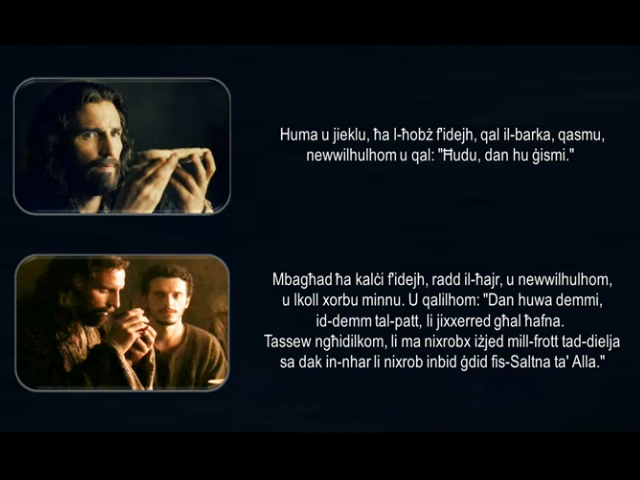 Huma u jieklu, ħa l-ħobż f'idejh, qal il-barka, qasmu,
newwilhulhom u qal: "Ħudu, dan hu ġismi."
Mbagħad ħa kalċi f'idejh, radd il-ħajr, u newwilhulhom,
u lkoll xorbu minnu. U qalilhom: "Dan huwa demmi,
id-demm tal-patt, li jixxerred għal ħafna.
Tassew ngħidilkom, li ma nixrobx iżjed mill-frott tad-dielja
sa dak in-nhar li nixrob inbid ġdid fis-Saltna ta' Alla."